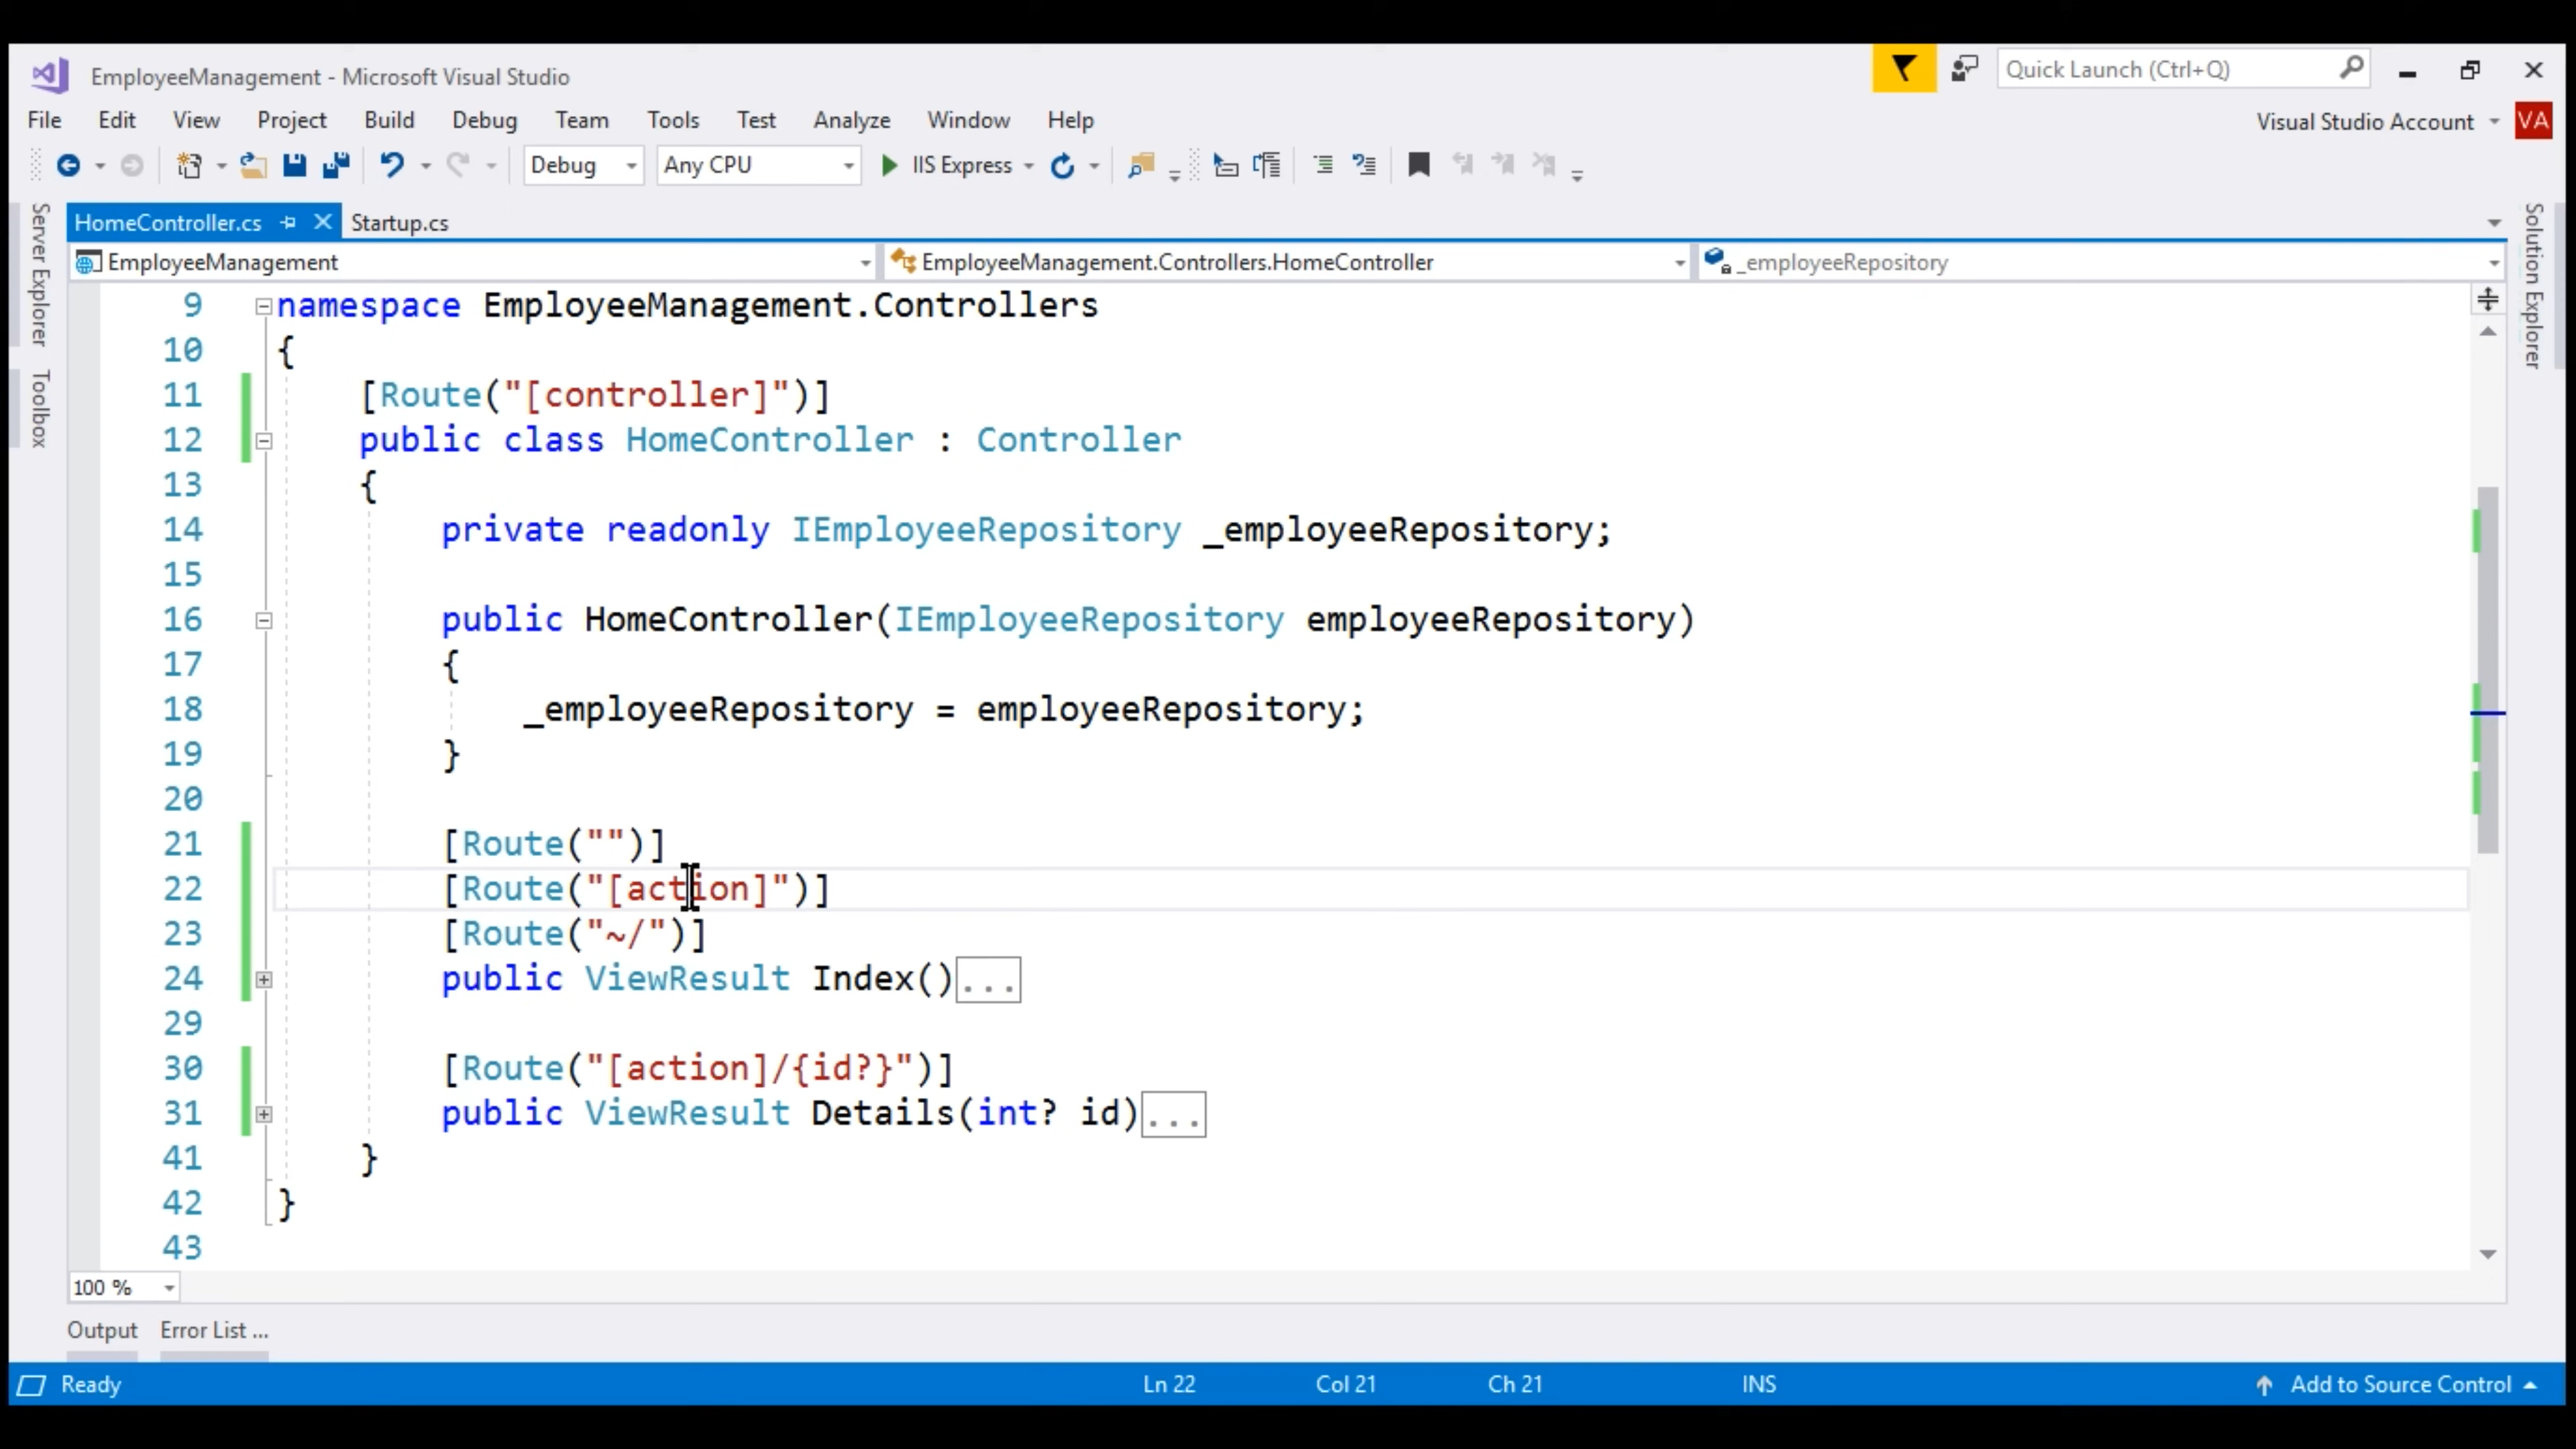 EmployeeManagement - Microsoft Visual Studio
Quick Launch (Ctrl+Q)
File Edit View Project Build Debug Team Tools Test Analyze Window Help
Visual Studio Account VA
Debug Any CPU IIS Express
HomeController.cs Startup.cs
EmployeeManagement EmployeeManagement.Controllers.HomeController _employeeRepository
Server Explorer
Toolbox
Solution Explorer
9 namespace EmployeeManagement.Controllers
10 {
11 [Route("[controller]")]
12 public class HomeController : Controller
13 {
14 private readonly IEmployeeRepository _employeeRepository;
15
16 public HomeController(IEmployeeRepository employeeRepository)
17 {
18 _employeeRepository = employeeRepository;
19 }
20
21 [Route("")]
22 [Route("[action]")]
23 [Route("~/")]
24 public ViewResult Index()...
29
30 [Route("[action]/{id?}")]
31 public ViewResult Details(int? id)...
41 }
42 }
43
100 %
Output Error List ...
Ready Ln 22 Col 21 Ch 21 INS Add to Source Control